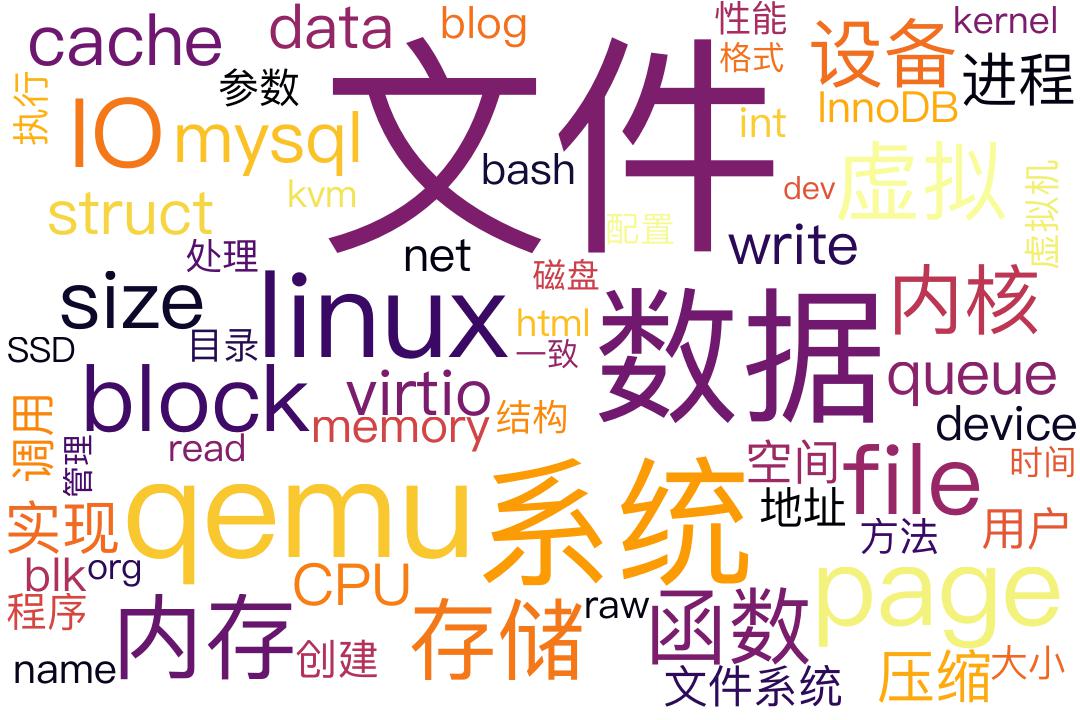 cache
data
blog
性能
kernel
设备
格式
执行
参数
文件
进程
IO
mysql
InnoDB
int
bash
虚拟
dev
kvm
struct
虚拟机
配置
write
处理
net
磁盘
内核
size
linux
html
数据
SSD
目录
一致
queue
block
virtio
memory
结构
device
调用
管理
read
空间
file
时间
qemu
系统
地址
实现
方法
用户
blk
org
CPU
page
程序
内存
raw
函数
存储
name
创建
文件系统
压缩
大小